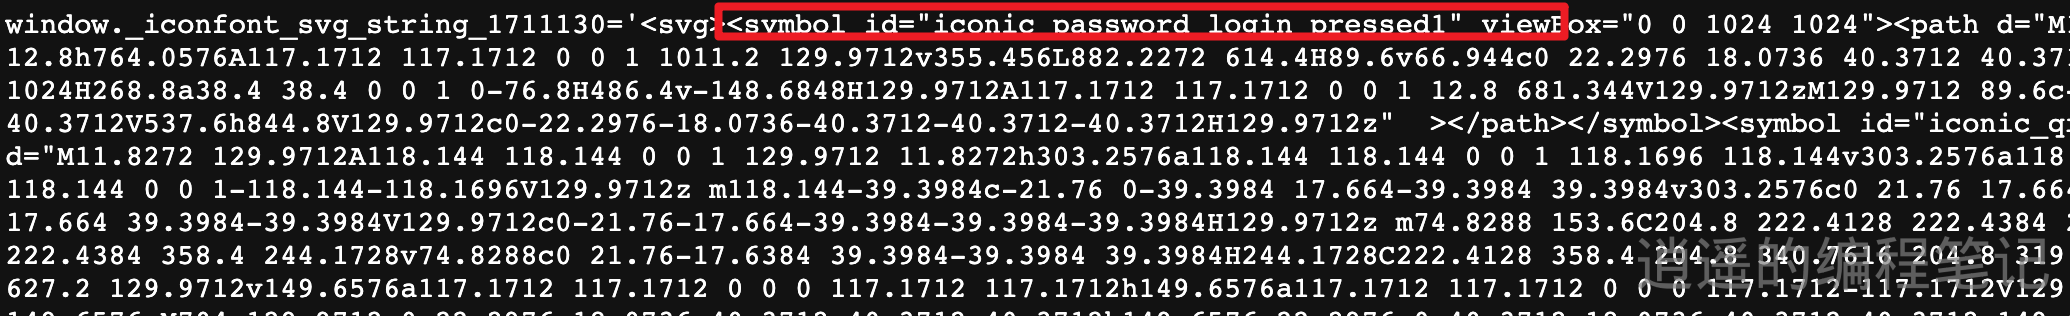 window._iconfont_svg_string_1711130='<svg><symbol id="iconic_password_login_pressed1" viewBox="0 0 1024 1024"><path d="M
12.8h764.0576A117.1712 117.1712 0 0 1 1011.2 129.9712v355.456L882.2272 614.4H89.6v66.944c0 22.2976 18.0736 40.3712 40.37
1024H268.8a38.4 38.4 0 0 1 0-76.8H486.4v-148.6848H129.9712A117.1712 117.1712 0 0 1 12.8 681.344V129.9712zM129.9712 89.6c-
40.3712V537.6h844.8V129.9712c0-22.2976-18.0736-40.3712-40.3712-40.3712H129.9712z"  ></path></symbol><symbol id="iconic_q
d="M11.8272 129.9712A118.144 118.144 0 0 1 129.9712 11.8272h303.2576a118.144 118.144 0 0 1 118.1696 118.144v303.2576a118
118.144 0 0 1-118.144-118.1696V129.9712z m118.144-39.3984c-21.76 0-39.3984 17.664-39.3984 39.3984v303.2576c0 21.76 17.66
17.664 39.3984-39.3984V129.9712c0-21.76-17.664-39.3984-39.3984-39.3984H129.9712z m74.8288 153.6C204.8 222.4128 222.4384
222.4384 358.4 244.1728v74.8288c0 21.76-17.6384 39.3984-39.3984 39.3984H244.1728C222.4128 358.4 204.8 340.7616 204.8 319
逍遥的编程笔记
627.2 129.9712v149.6576a117.1712 117.1712 0 0 0 117.1712 117.1712h149.6576a117.1712 117.1712 0 0 0 117.1712-117.1712V129